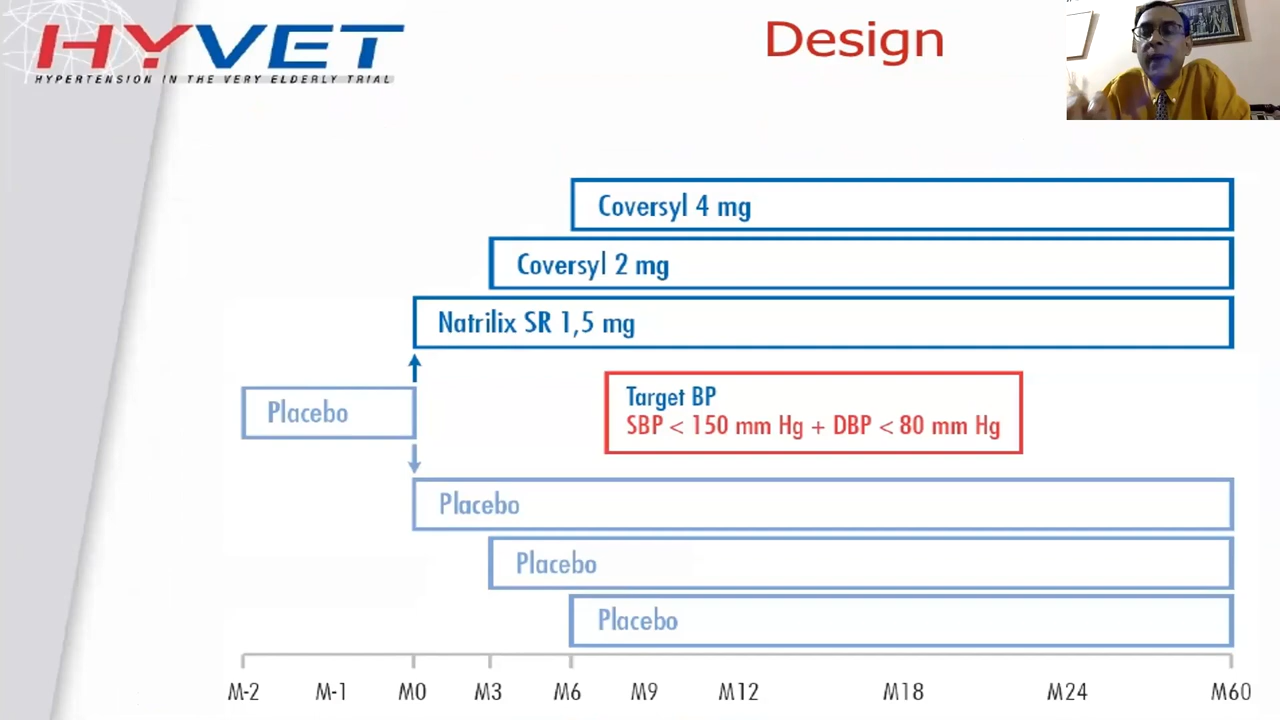 HYVET
HYPERTENSION IN THE VERY ELDERLY TRIAL
Design
Coversyl 4 mg
Coversyl 2 mg
Natrilix SR 1,5 mg
Placebo
Target BP
SBP < 150 mm Hg + DBP < 80 mm Hg
Placebo
Placebo
Placebo
M-2 M-1 M0 M3 M6 M9 M12 M18 M24 M60